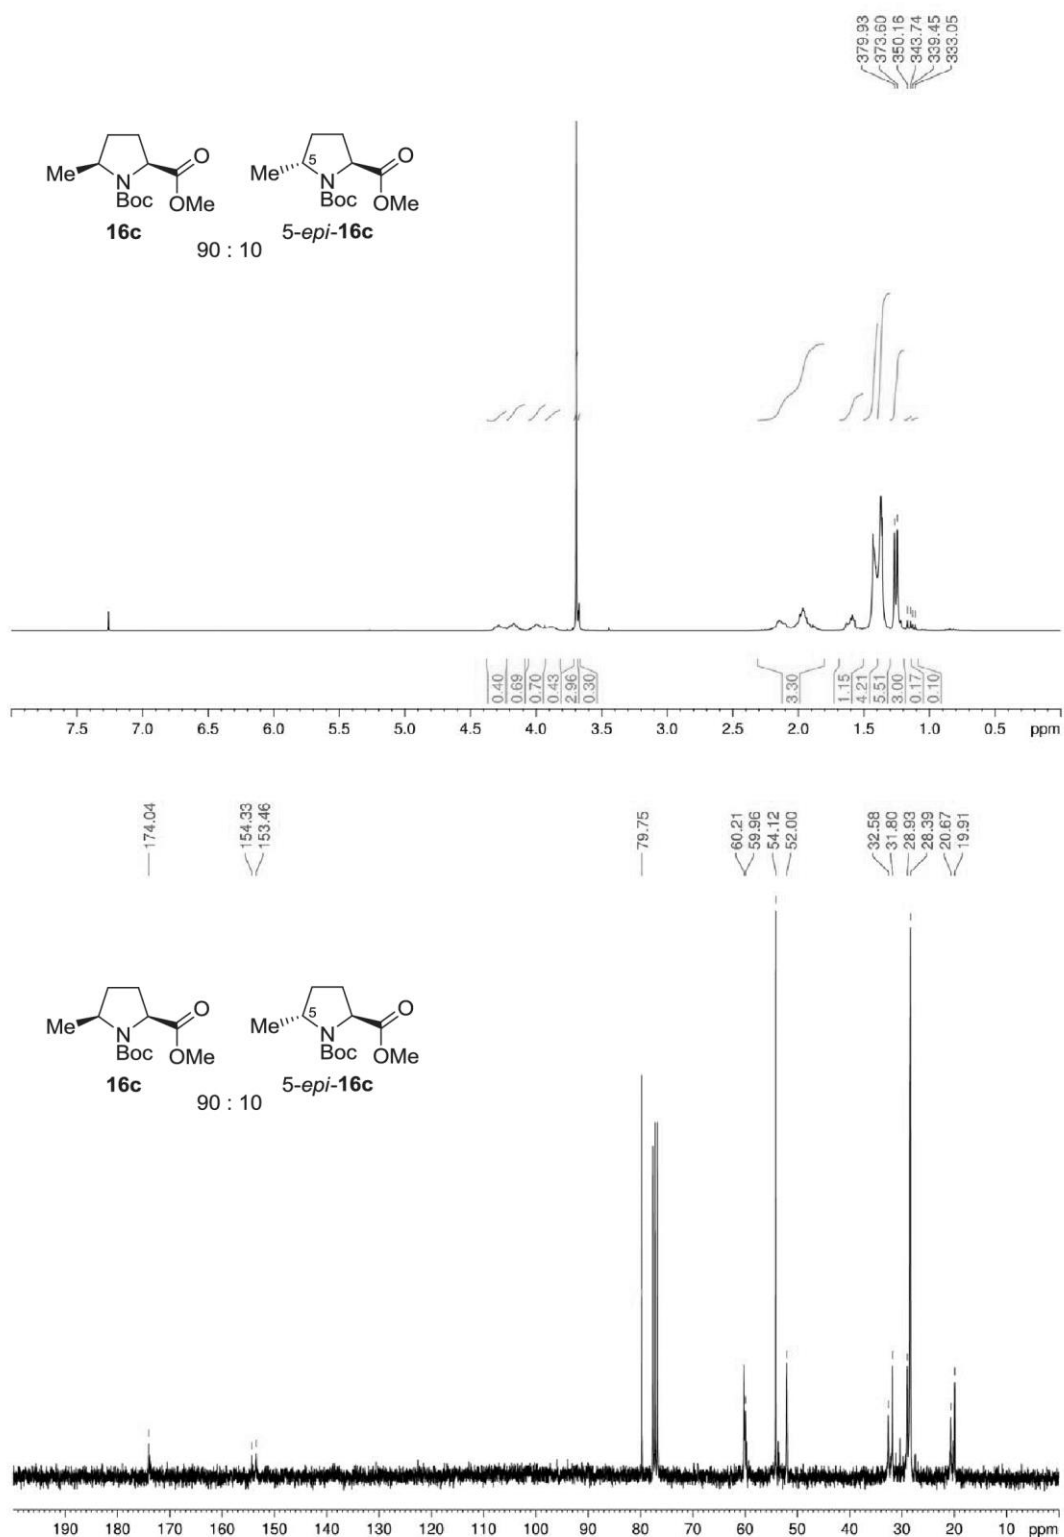 379.93
373.60
350.16
343.74
339.45
333.05
Me
N
Boc
O
OMe
16c
90 : 10
5
Me
N
Boc
O
OMe
5-epi-16c
0.40
0.69
0.70
0.43
2.96
0.30
3.30
1.15
4.21
5.51
3.00
0.17
0.10
7.5 7.0 6.5 6.0 5.5 5.0 4.5 4.0 3.5 3.0 2.5 2.0 1.5 1.0 0.5 ppm
174.04
154.33
153.46
79.75
60.21
59.96
54.12
52.00
32.58
31.80
28.93
28.39
20.67
19.91
Me
N
Boc
O
OMe
16c
90 : 10
5
Me
N
Boc
O
OMe
5-epi-16c
190 180 170 160 150 140 130 120 110 100 90 80 70 60 50 40 30 20 10 ppm